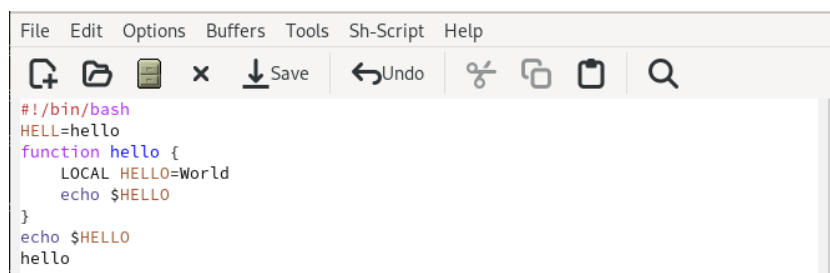 File Edit Options Buffers Tools Sh-Script Help
Save Undo
#!/bin/bash
HELL=hello
function hello {
    LOCAL HELLO=World
    echo $HELLO
}
echo $HELLO
hello